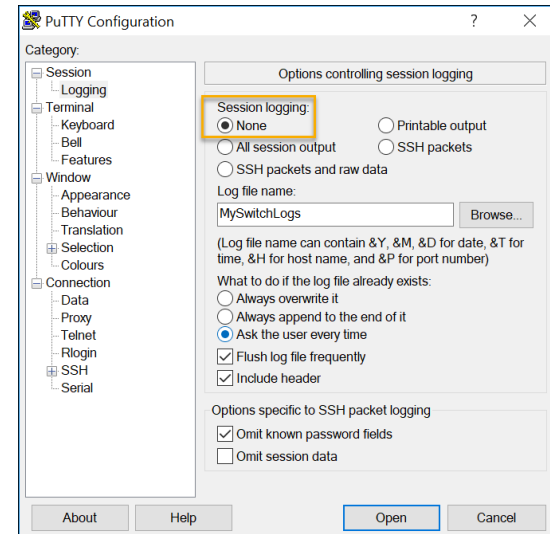 PuTTY Configuration
?
Category:
Session
Logging
Terminal
Keyboard
Bell
Features
Window
Appearance
Behaviour
Translation
Selection
Colours
Connection
Data
Proxy
Telnet
Rlogin
SSH
Serial
Options controlling session logging
Session logging:
None
Printable output
All session output
SSH packets
SSH packets and raw data
Log file name:
MySwitchLogs
Browse...
(Log file name can contain &Y, &M, &D for date, &T for
time, &H for host name, and &P for port number)
What to do if the log file already exists:
Always overwrite it
Always append to the end of it
Ask the user every time
Flush log file frequently
Include header
Options specific to SSH packet logging
Omit known password fields
Omit session data
About
Help
Open
Cancel